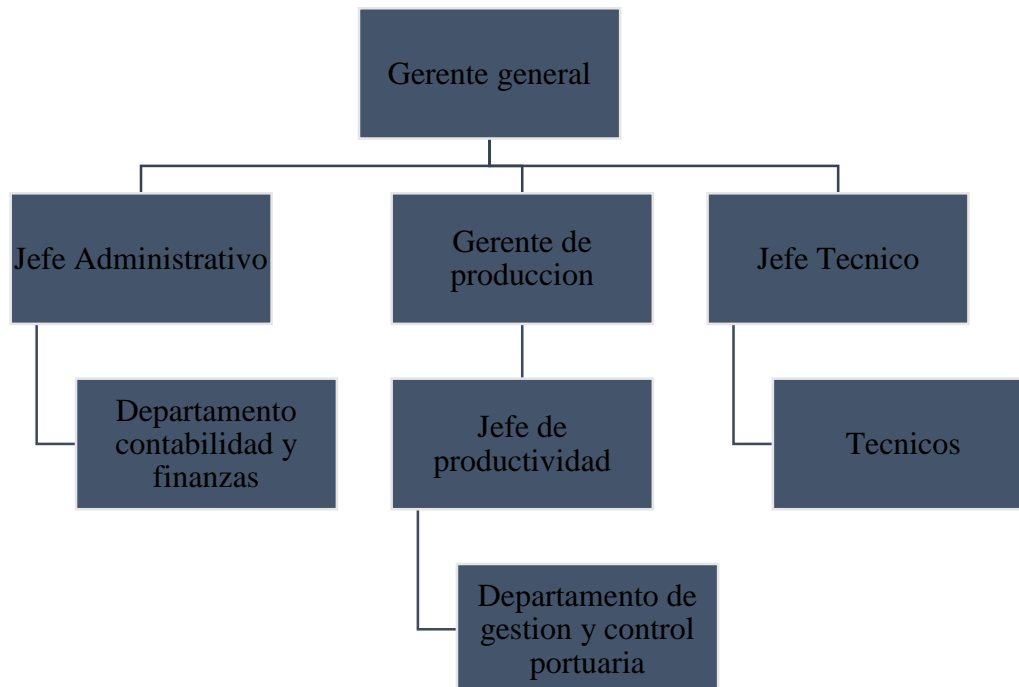 Gerente general
Jefe Administrativo
Gerente de
produccion
Jefe Tecnico
Departamento
contabilidad y
finanzas
Jefe de
productividad
Tecnicos
Departamento de
gestion y control
portuaria